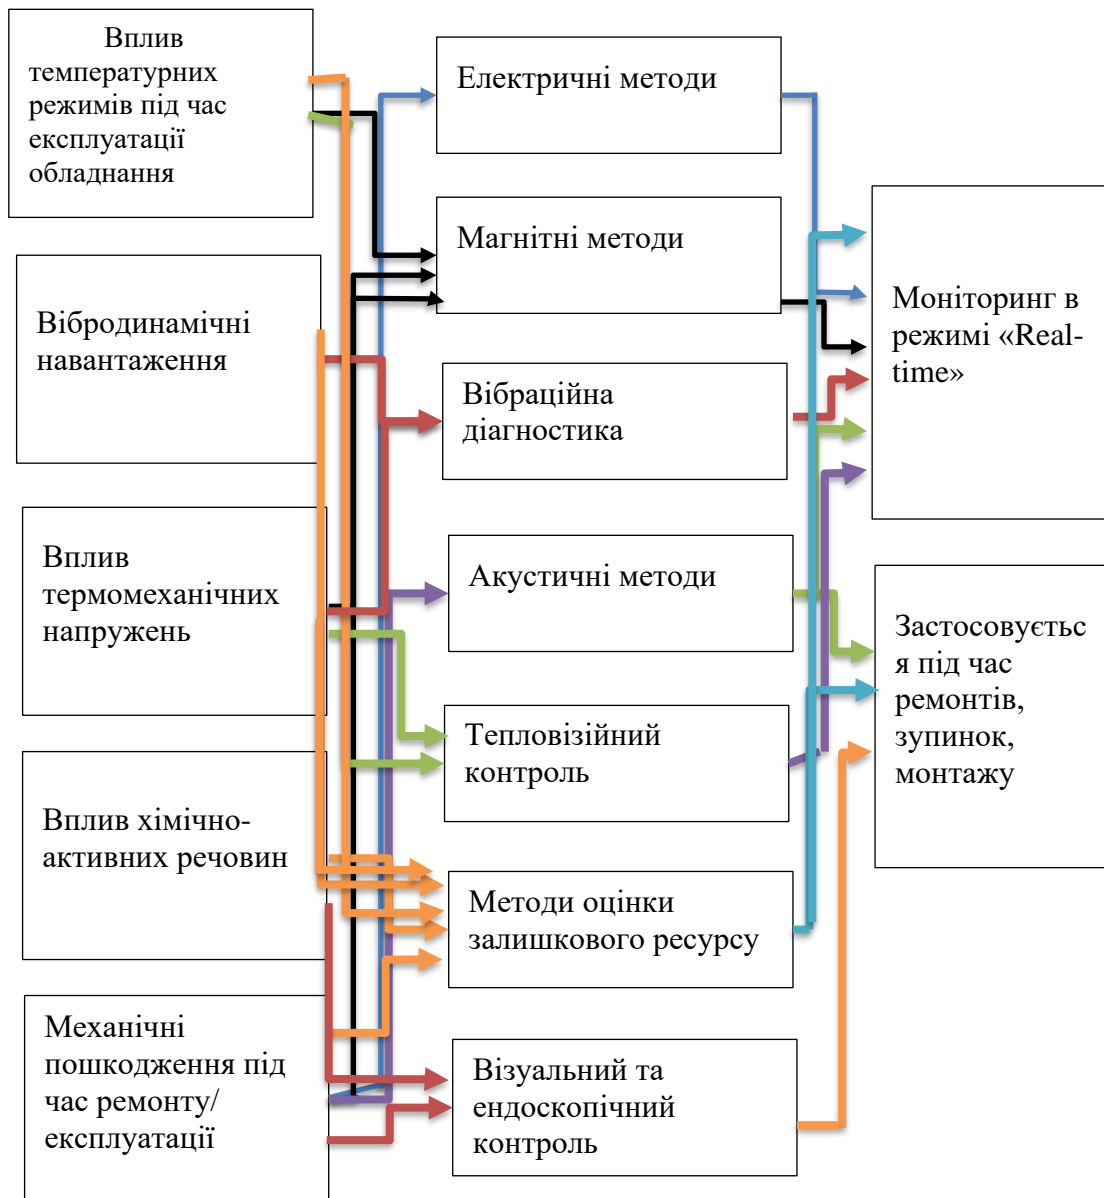 Вплив
температурних
режимів під час
експлуатації
обладнання
Вібродинамічні
навантаження
Вплив
термомеханічних
напружень
Вплив хімічно-
активних речовин
Механічні
пошкодження під
час ремонту/
експлуатації
Електричні методи
Магнітні методи
Вібраційна
діагностика
Акустичні методи
Тепловізійний
контроль
Методи оцінки
залишкового ресурсу
Візуальний та
ендоскопічний
контроль
Моніторинг в
режимі «Real-
time»
Застосовуєтьс
я під час
ремонтів,
зупинок,
монтажу